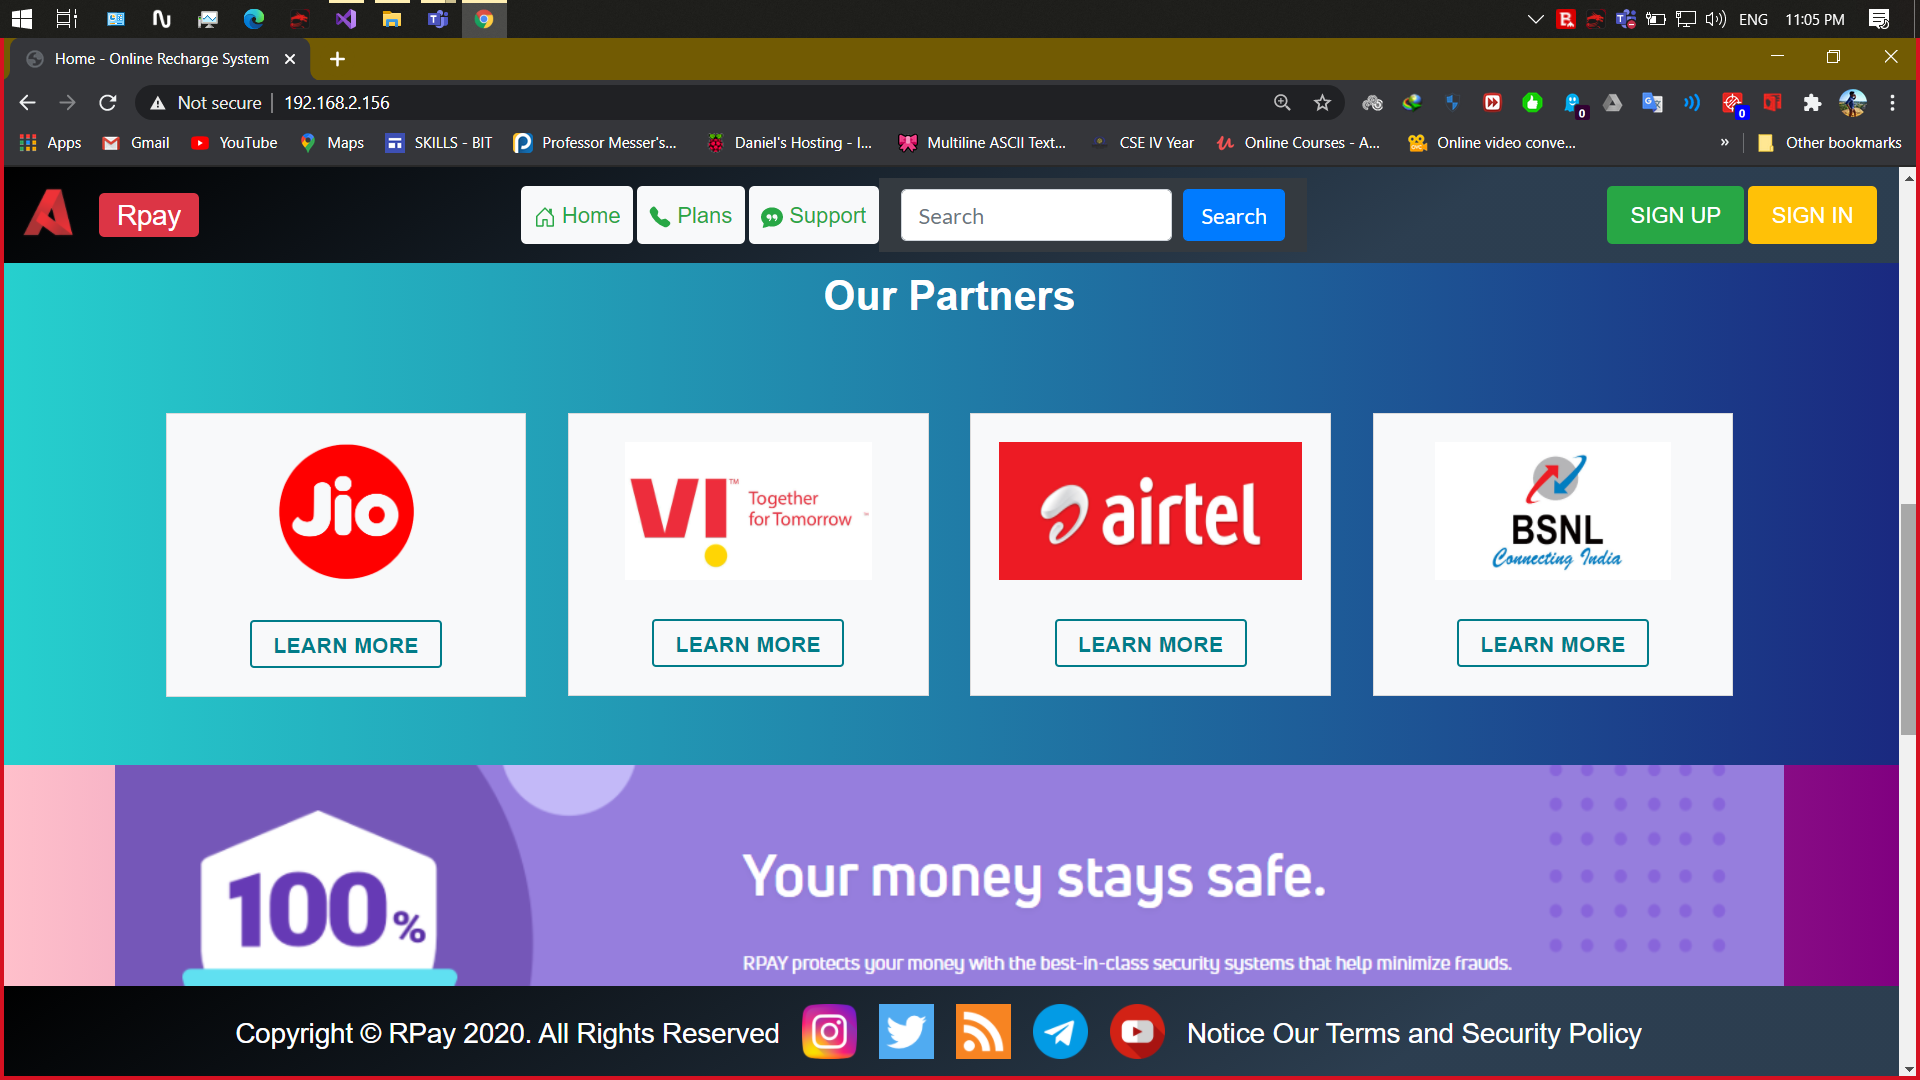 ENG 11:05 PM
Home - Online Recharge System
Not secure 192.168.2.156
0 0
Apps Gmail YouTube Maps SKILLS - BIT Professor Messer's... Daniel's Hosting - I... Multiline ASCII Text... CSE IV Year Online Courses - A... Online video conve... » Other bookmarks
Rpay Home Plans Support Search Search SIGN UP SIGN IN
Our Partners
Jio
VI™ Together
for Tomorrow
airtel
BSNL
Connecting India
LEARN MORE LEARN MORE LEARN MORE LEARN MORE
100%
Your money stays safe.
RPAY protects your money with the best-in-class security systems that help minimize frauds.
Copyright © RPay 2020. All Rights Reserved Notice Our Terms and Security Policy